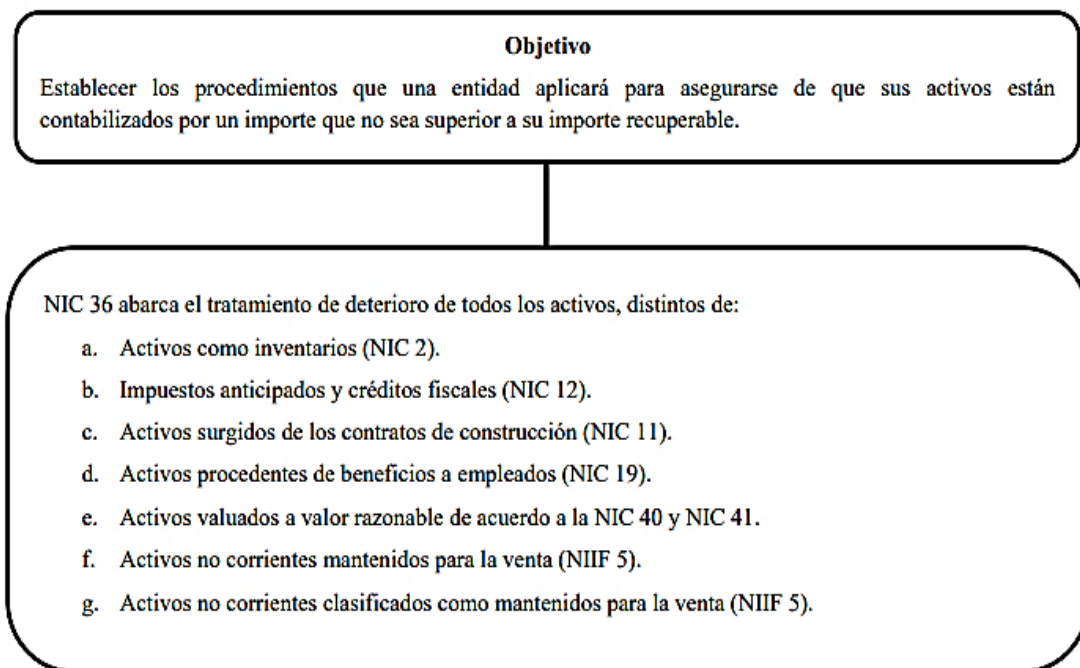 Objetivo
Establecer los procedimientos que una entidad aplicará para asegurarse de que sus activos están
contabilizados por un importe que no sea superior a su importe recuperable.
NIC 36 abarca el tratamiento de deterioro de todos los activos, distintos de:
a. Activos como inventarios (NIC 2).
b. Impuestos anticipados y créditos fiscales (NIC 12).
c. Activos surgidos de los contratos de construcción (NIC 11).
d. Activos procedentes de beneficios a empleados (NIC 19).
e. Activos valuados a valor razonable de acuerdo a la NIC 40 y NIC 41.
f. Activos no corrientes mantenidos para la venta (NIIF 5).
g. Activos no corrientes clasificados como mantenidos para la venta (NIIF 5).